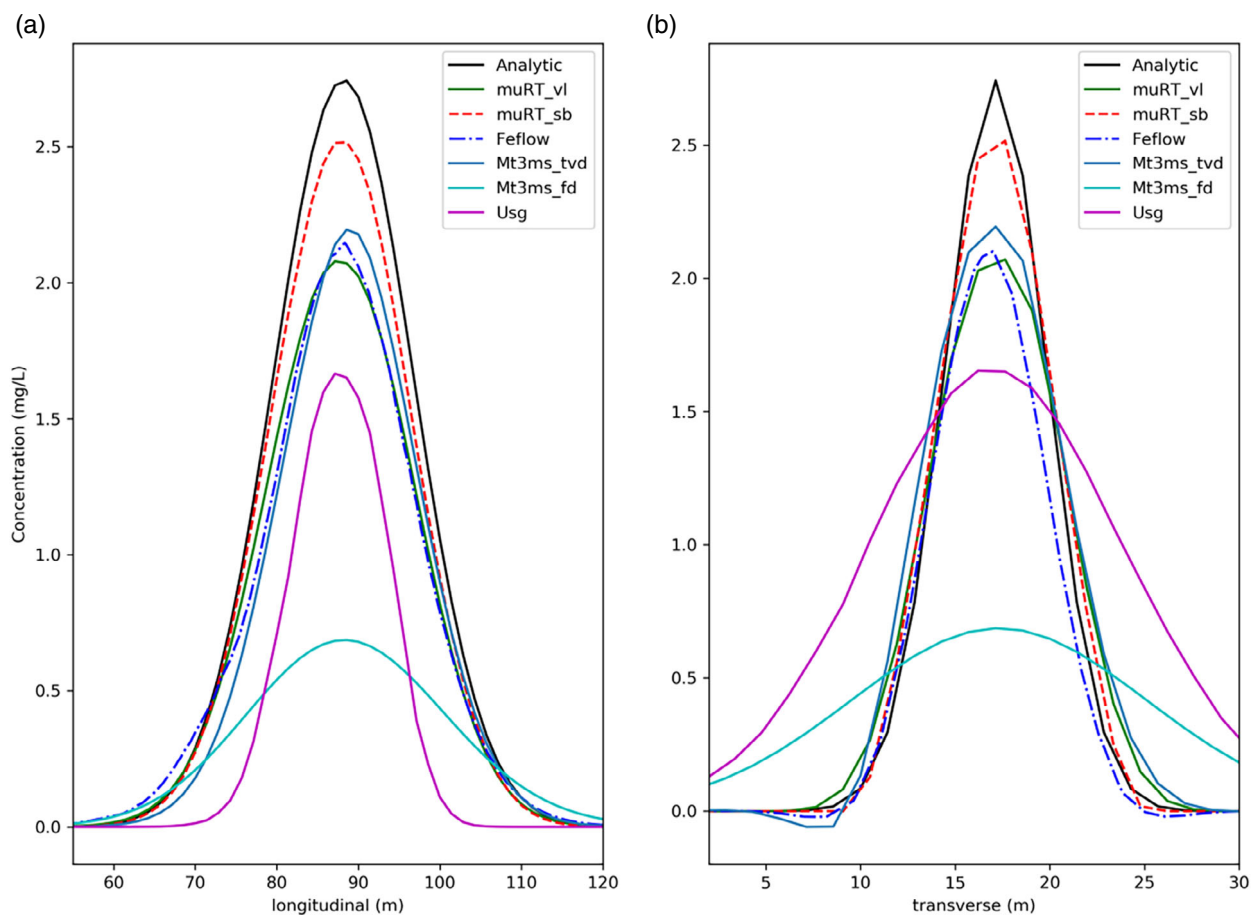 (a)
Analytic
muRT_vl
muRT_sb
Feflow
Mt3ms_tvd
Mt3ms_fd
Usg
Concentration (mg/L)
2.5
2.0
1.5
1.0
0.5
0.0
60 70 80 90 100 110 120
longitudinal (m)
(b)
Analytic
muRT_vl
muRT_sb
Feflow
Mt3ms_tvd
Mt3ms_fd
Usg
2.5
2.0
1.5
1.0
0.5
0.0
5 10 15 20 25 30
transverse (m)